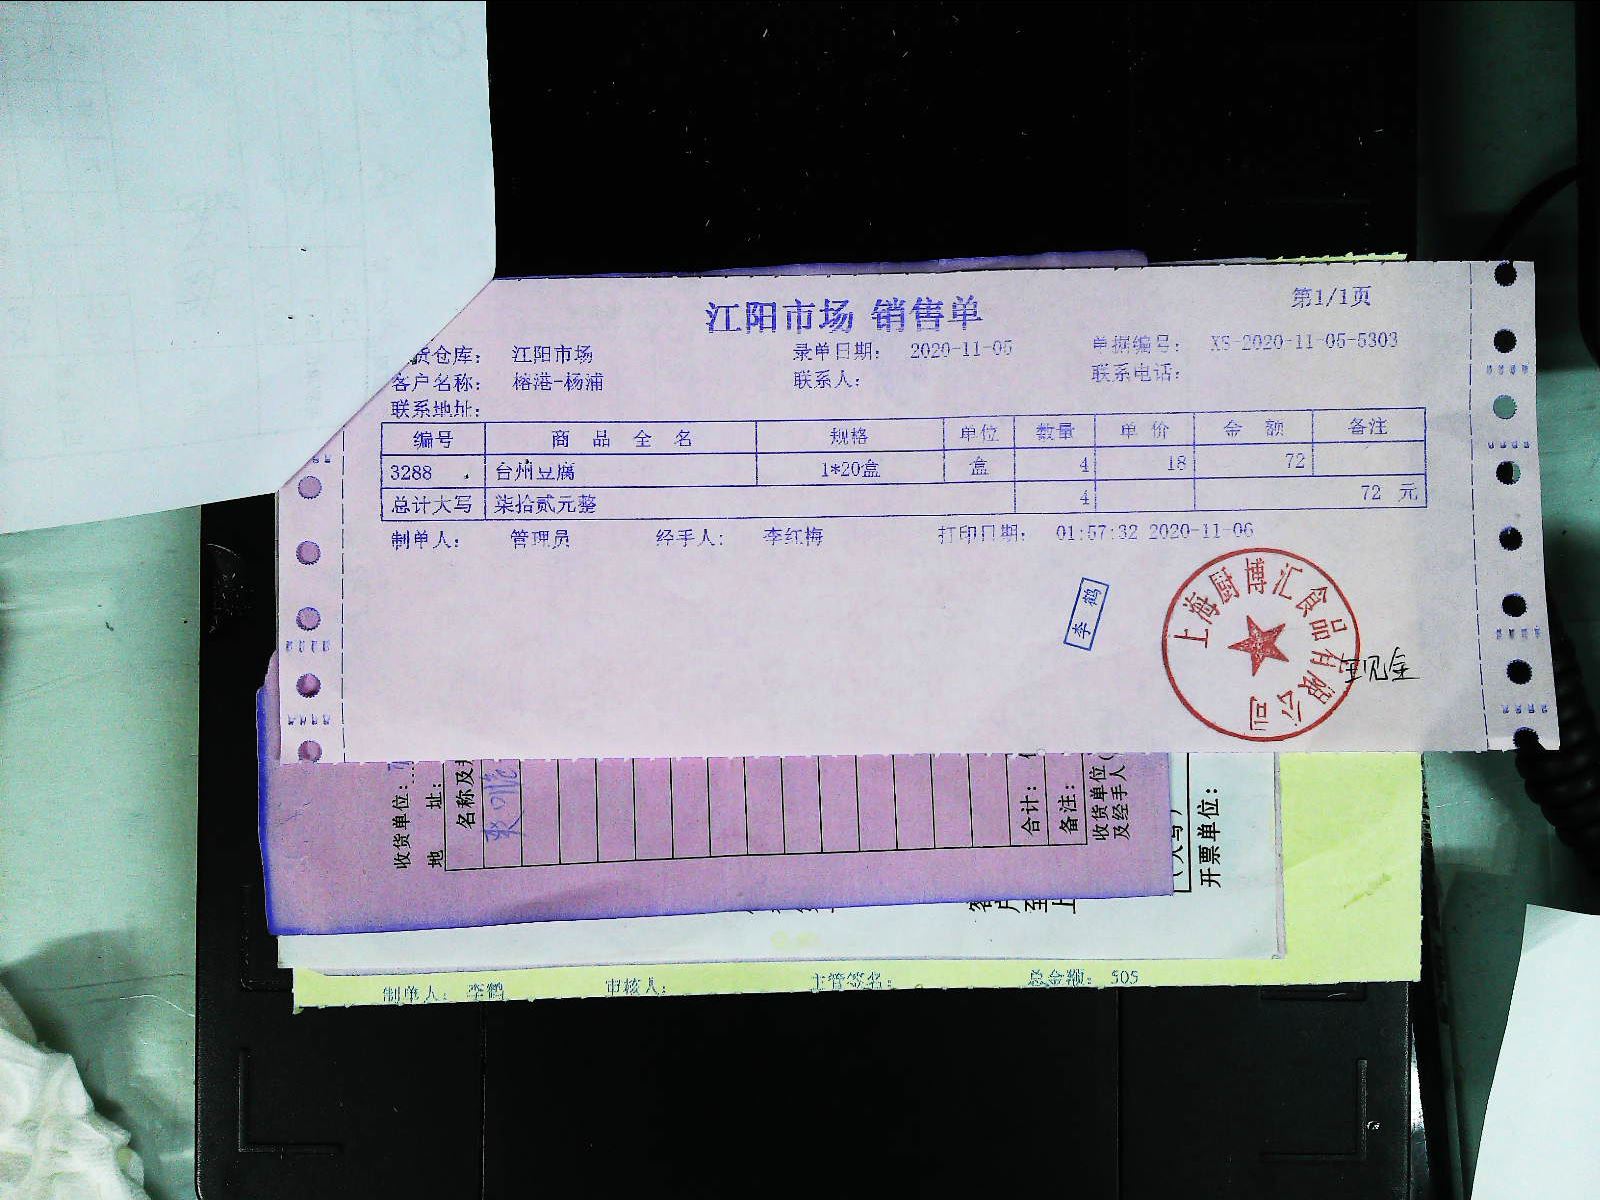 江阳市场 销售单
第1/1页
货仓库： 江阳市场 录单日期： 2020-11-05 单据编号： XS-2020-11-05-5303
客户名称： 榕港-杨浦 联系人： 联系电话：
联系地址：
编号 商 品 全 名 规格 单位 数量 单 价 金 额 备注
3288 台州豆腐 1*20盒 盒 4 18 72
总计大写 柒拾贰元整 4 72 元
制单人： 管理员 经手人： 李红梅 打印日期： 01:57:32 2020-11-06
李鹤
上海厨博汇食品有限公司
收货单位：
地 址：
名称及
合计：
备注：
收货单位
及经手人
开票单位：
制单人： 李鹤 审核人： 主管签名： 总金额： 505